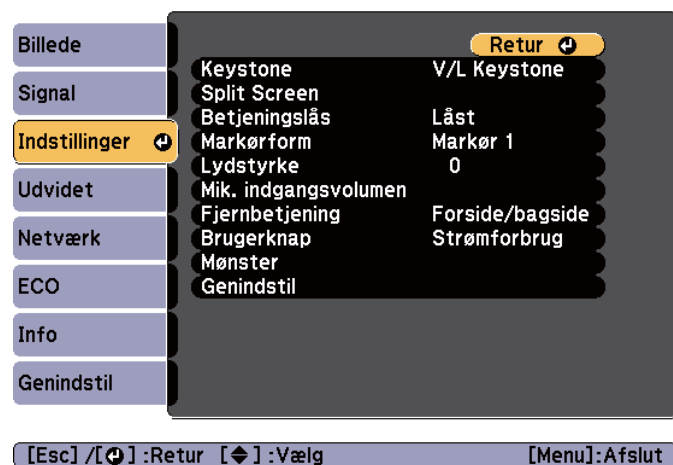 Billede
Signal
Indstillinger
Udvidet
Netværk
ECO
Info
Genindstil
Retur
Keystone V/L Keystone
Split Screen
Betjeningslås Låst
Markørform Markør 1
Lydstyrke 0
Mik. indgangsvolumen
Fjernbetjening Forside/bagside
Brugerknap Strømforbrug
Mønster
Genindstil
[Esc] /[⏎] :Retur [◆] :Vælg [Menu]:Afslut